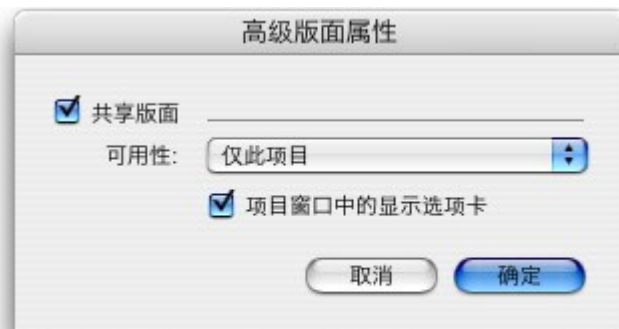 高级版面属性
共享版面
可用性: 仅此项目
项目窗口中的显示选项卡
取消 确定